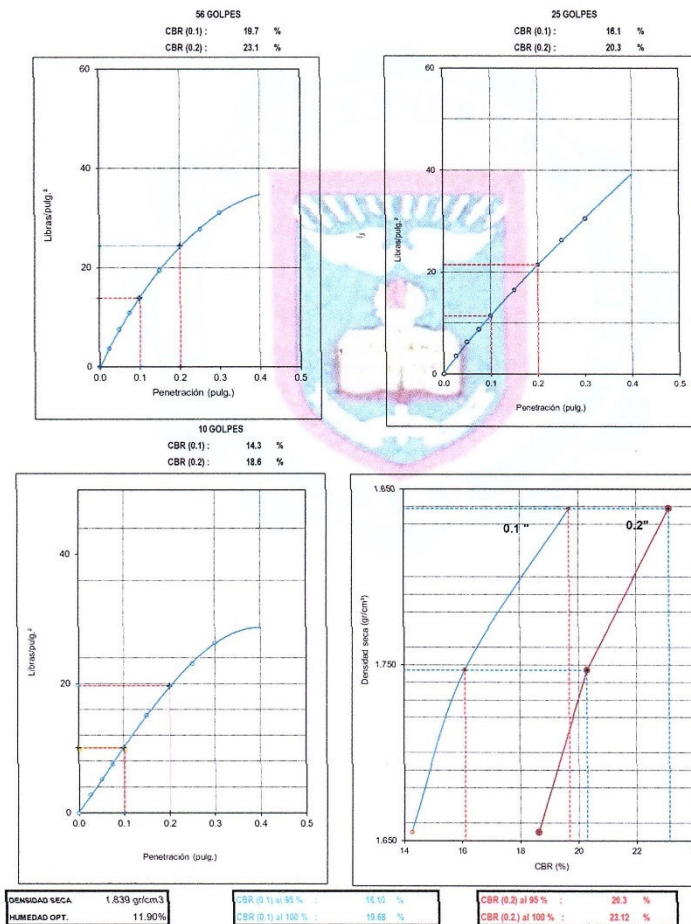 56 GOLPES
CBR (0.1) : 19.7 %
CBR (0.2) : 23.1 %
25 GOLPES
CBR (0.1) : 16.1 %
CBR (0.2) : 20.3 %
60
40
20
0
Libras/pulg.²
0.0 0.1 0.2 0.3 0.4 0.5
Penetración (pulg.)
60
40
20
0
Libras/pulg.²
0.0 0.1 0.2 0.3 0.4 0.5
Penetración (pulg.)
10 GOLPES
CBR (0.1) : 14.3 %
CBR (0.2) : 18.6 %
40
20
0
Libras/pulg.²
0.0 0.1 0.2 0.3 0.4 0.5
Penetración (pulg.)
1.650
1.750
1.650
Densidad seca (gr/cm³)
0.1 "
0.2"
14 16 18 20 22
CBR (%)
DENSIDAD SECA 1.839 gr/cm3
HUMEDAD OPT. 11.90%
CBR (0.1) al 95 % : 16.10 %
CBR (0.1) al 100 % : 19.68 %
CBR (0.2) al 95 % : 20.3 %
CBR (0.2) al 100 % : 23.12 %